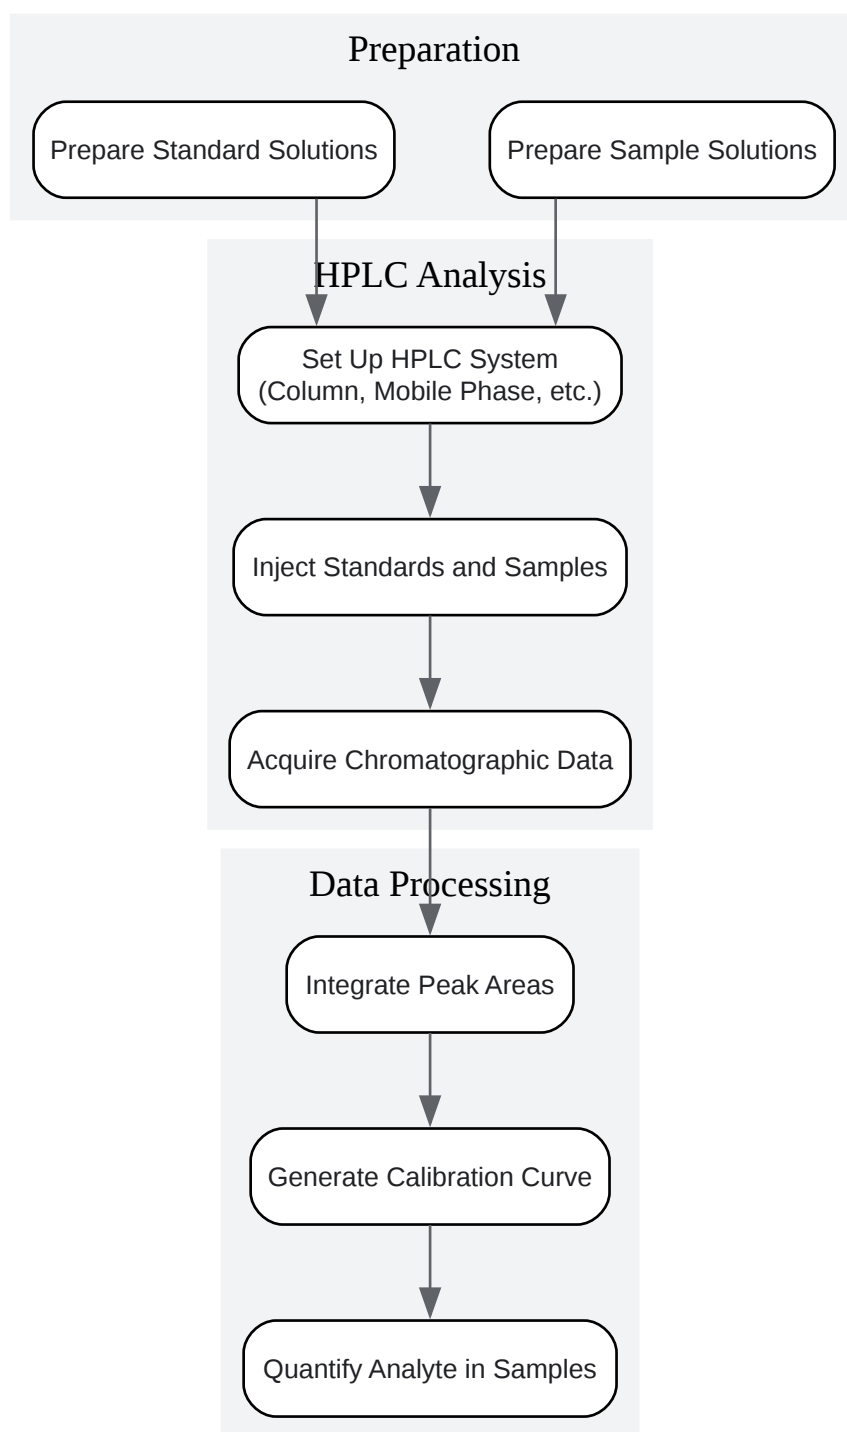 Preparation
Prepare Standard Solutions
Prepare Sample Solutions
HPLC Analysis
Set Up HPLC System
(Column, Mobile Phase, etc.)
Inject Standards and Samples
Acquire Chromatographic Data
Data Processing
Integrate Peak Areas
Generate Calibration Curve
Quantify Analyte in Samples